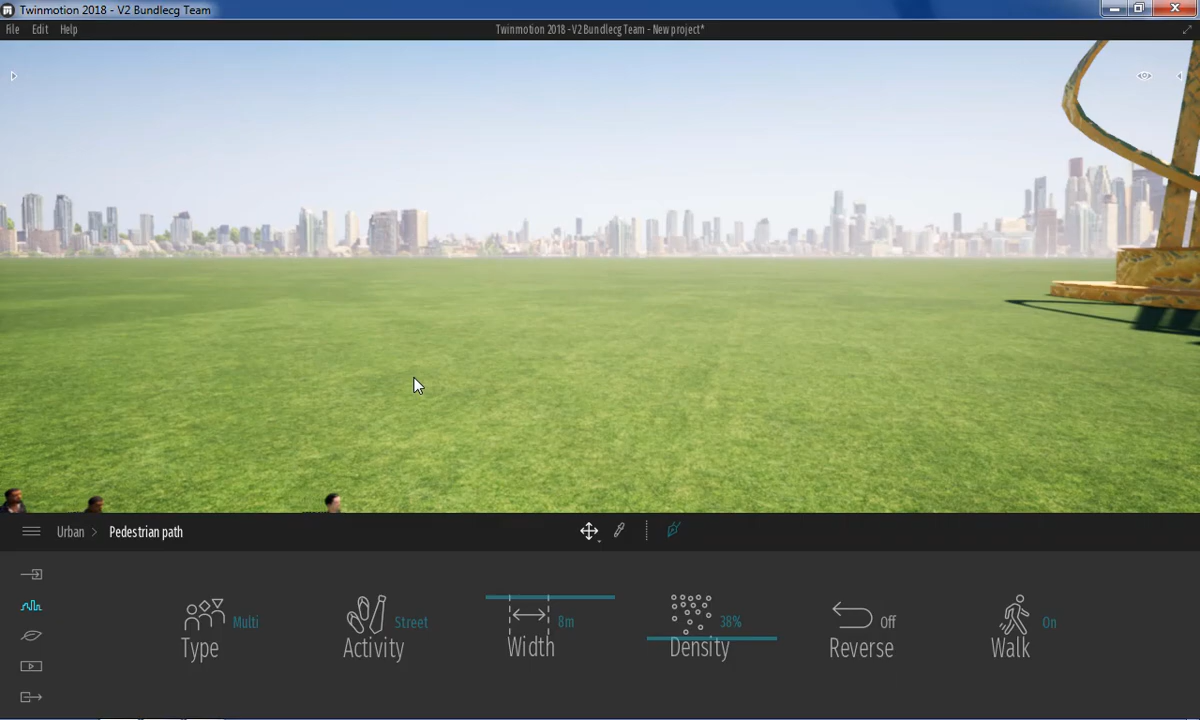 Twinmotion 2018 - V2 Bundlecg Team
File Edit Help Twinmotion 2018 - V2 Bundlecg Team - New project*
Urban > Pedestrian path
Multi Street 8m 38% Off On
Type Activity Width Density Reverse Walk